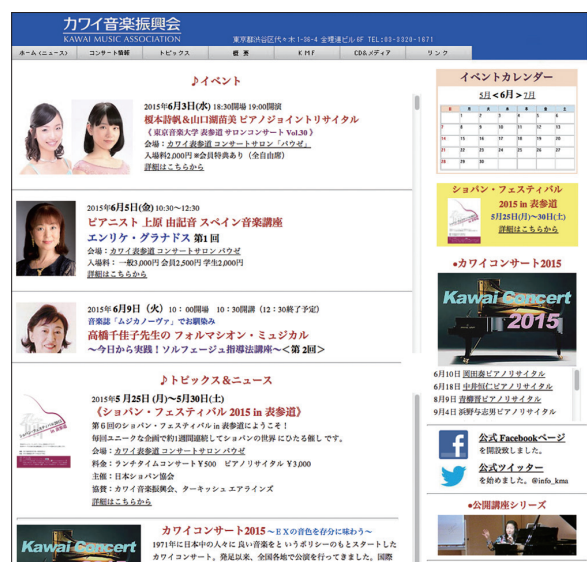 カワイ音楽振興会
KAWAI MUSIC ASSOCIATION
東京都渋谷区代々木1-36-4 全理連ビル6F TEL:03-3320-1671
ホーム<ニュース> コンサート情報 トピックス 概 要 K M F CD&メディア リ ン ク
♪イベント
2015年6月3日(水) 18:30開場 19:00開演
榎本詩帆&山口湖苗美 ピアノジョイントリサイタル
《 東京音楽大学 表参道 サロンコンサート Vol.30 》
会場：カワイ表参道コンサートサロン「パウゼ」
入場料2,000円 ※会員特典あり（全自由席）
詳細はこちらから
2015年6月5日(金) 10:30～12:30
ピアニスト 上原 由記音 スペイン音楽講座
エンリケ・グラナドス 第1 回
会場：カワイ表参道 コンサートサロン パウゼ
入場料： 一般3,000円 会員2,500円 学生2,000円
詳細はこちらから
2015年 6月9日（火）10：00開場 10：30開講（12：30終了予定）
音楽誌「ムジカノーヴァ」でお馴染み
高橋千佳子先生の フォルマシオン・ミュジカル
～今日から実践！ソルフェージュ指導法講座～＜第 2回＞
♪トピックス＆ニュース
2015年5 月25日 (月)～5月30日(土)
《ショパン・フェスティバル 2015 in 表参道》
第 6 回のショパン・フェスティバル in 表参道にようこそ！
毎回ユニークな企画で約1週間連続してショパンの世界 にひたる催し です。
会場：カワイ表参道 コンサートサロン パウゼ
料金：ランチタイムコンサート￥500 ピアノリサイタル ￥3,000
主催：日本ショパン協会
協賛：カワイ音楽振興会、ターキッシュ エアラインズ
詳細はこちらから
Kawai Concert
カワイコンサート2015 ～EXの音色を存分に味わう～
1971年に日本中の人々に 良い音楽をというポリシーのもとスタートした
カワイコンサート。発足以来、全国各地で公演を行ってきました。国際
イベントカレンダー
5月<6月>7月
1 2 3 4 5 6
7 8 9 10 11 12 13
14 15 16 17 18 19 20
21 22 23 24 25 26 27
28 29 30
ショパン・フェスティバル
2015 in 表参道
5月25日(月)～30日(土)
詳細はこちらから
●カワイコンサート2015
Kawai Concert
2015
6月10日 岡田奏ピアノリサイタル
6月18日 中井恒仁ピアノリサイタル
8月9日 青柳晋ピアノリサイタル
9月4日 浜野与志男ピアノリサイタル
公式 Facebookページ
を開設致しました。
公式ツイッター
を始めました。@info_kma
●公開講座シリーズ